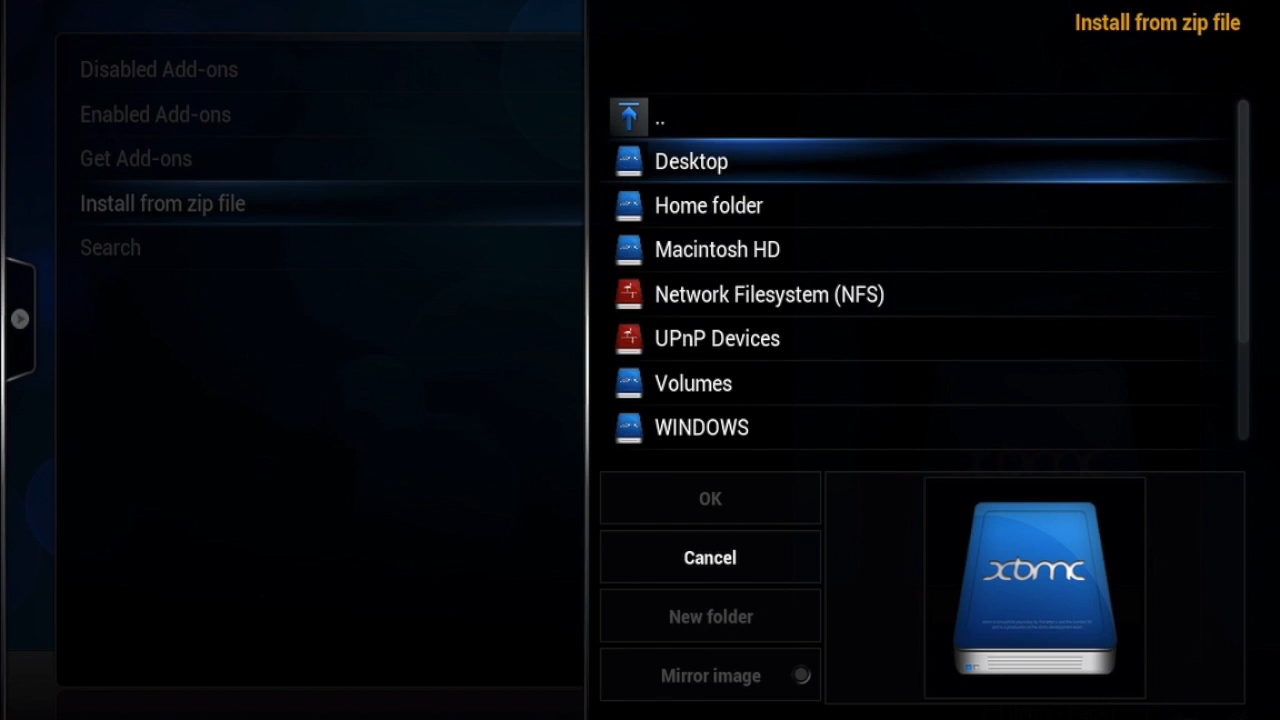 Install from zip file
Disabled Add-ons
Enabled Add-ons
Get Add-ons
Install from zip file
Search
..
Desktop
Home folder
Macintosh HD
Network Filesystem (NFS)
UPnP Devices
Volumes
WINDOWS
OK
Cancel
New folder
Mirror image
xbmc